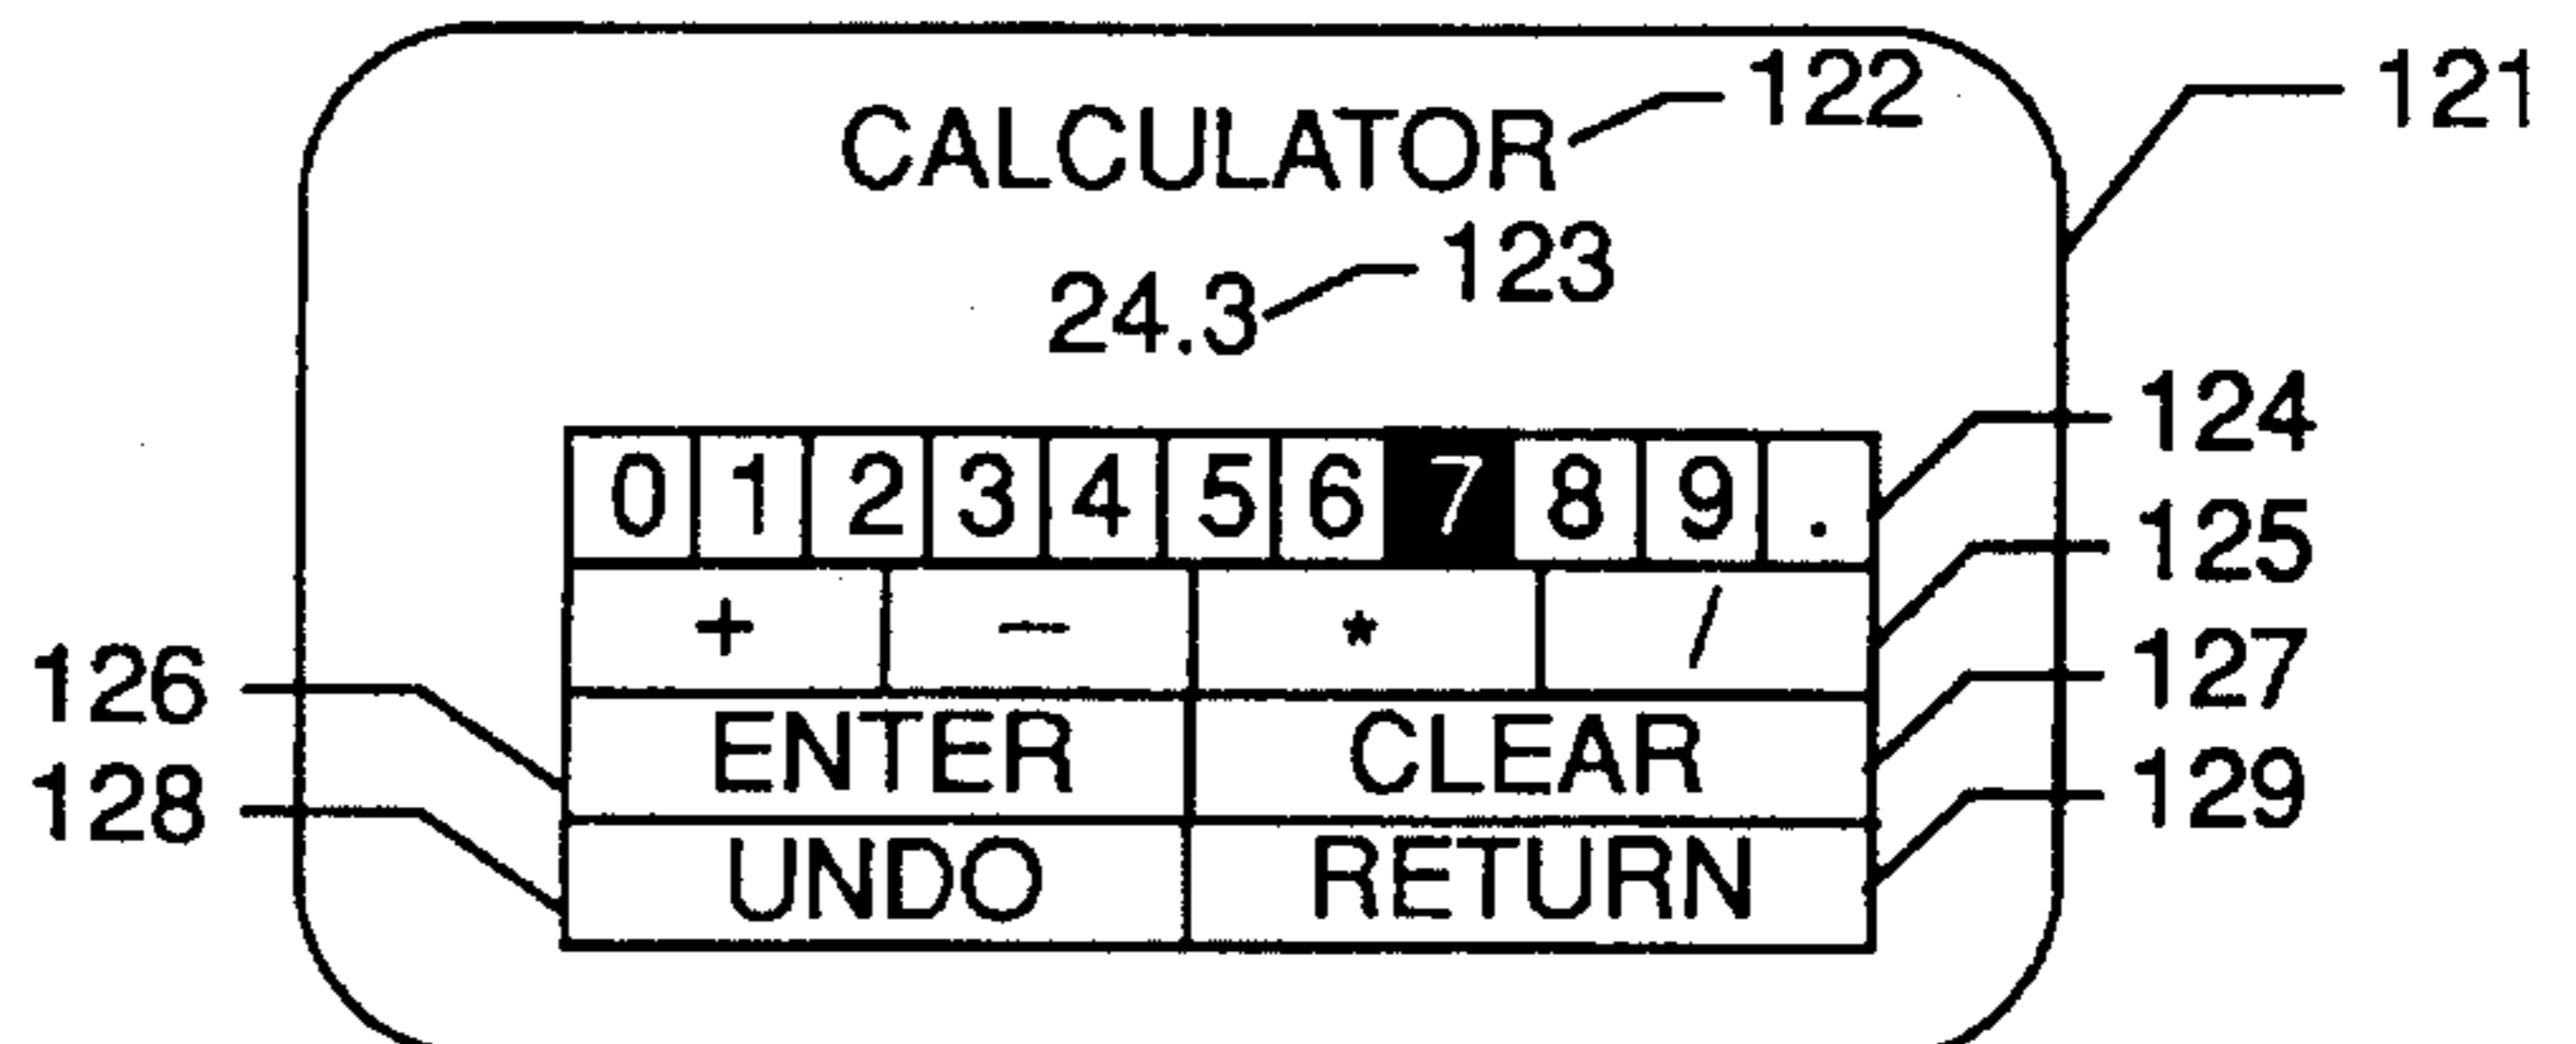 122
121
CALCULATOR
123
24.3
124
0 1 2 3 4 5 6 7 8 9 .
125
+ − * /
126
127
ENTER CLEAR
128
129
UNDO RETURN